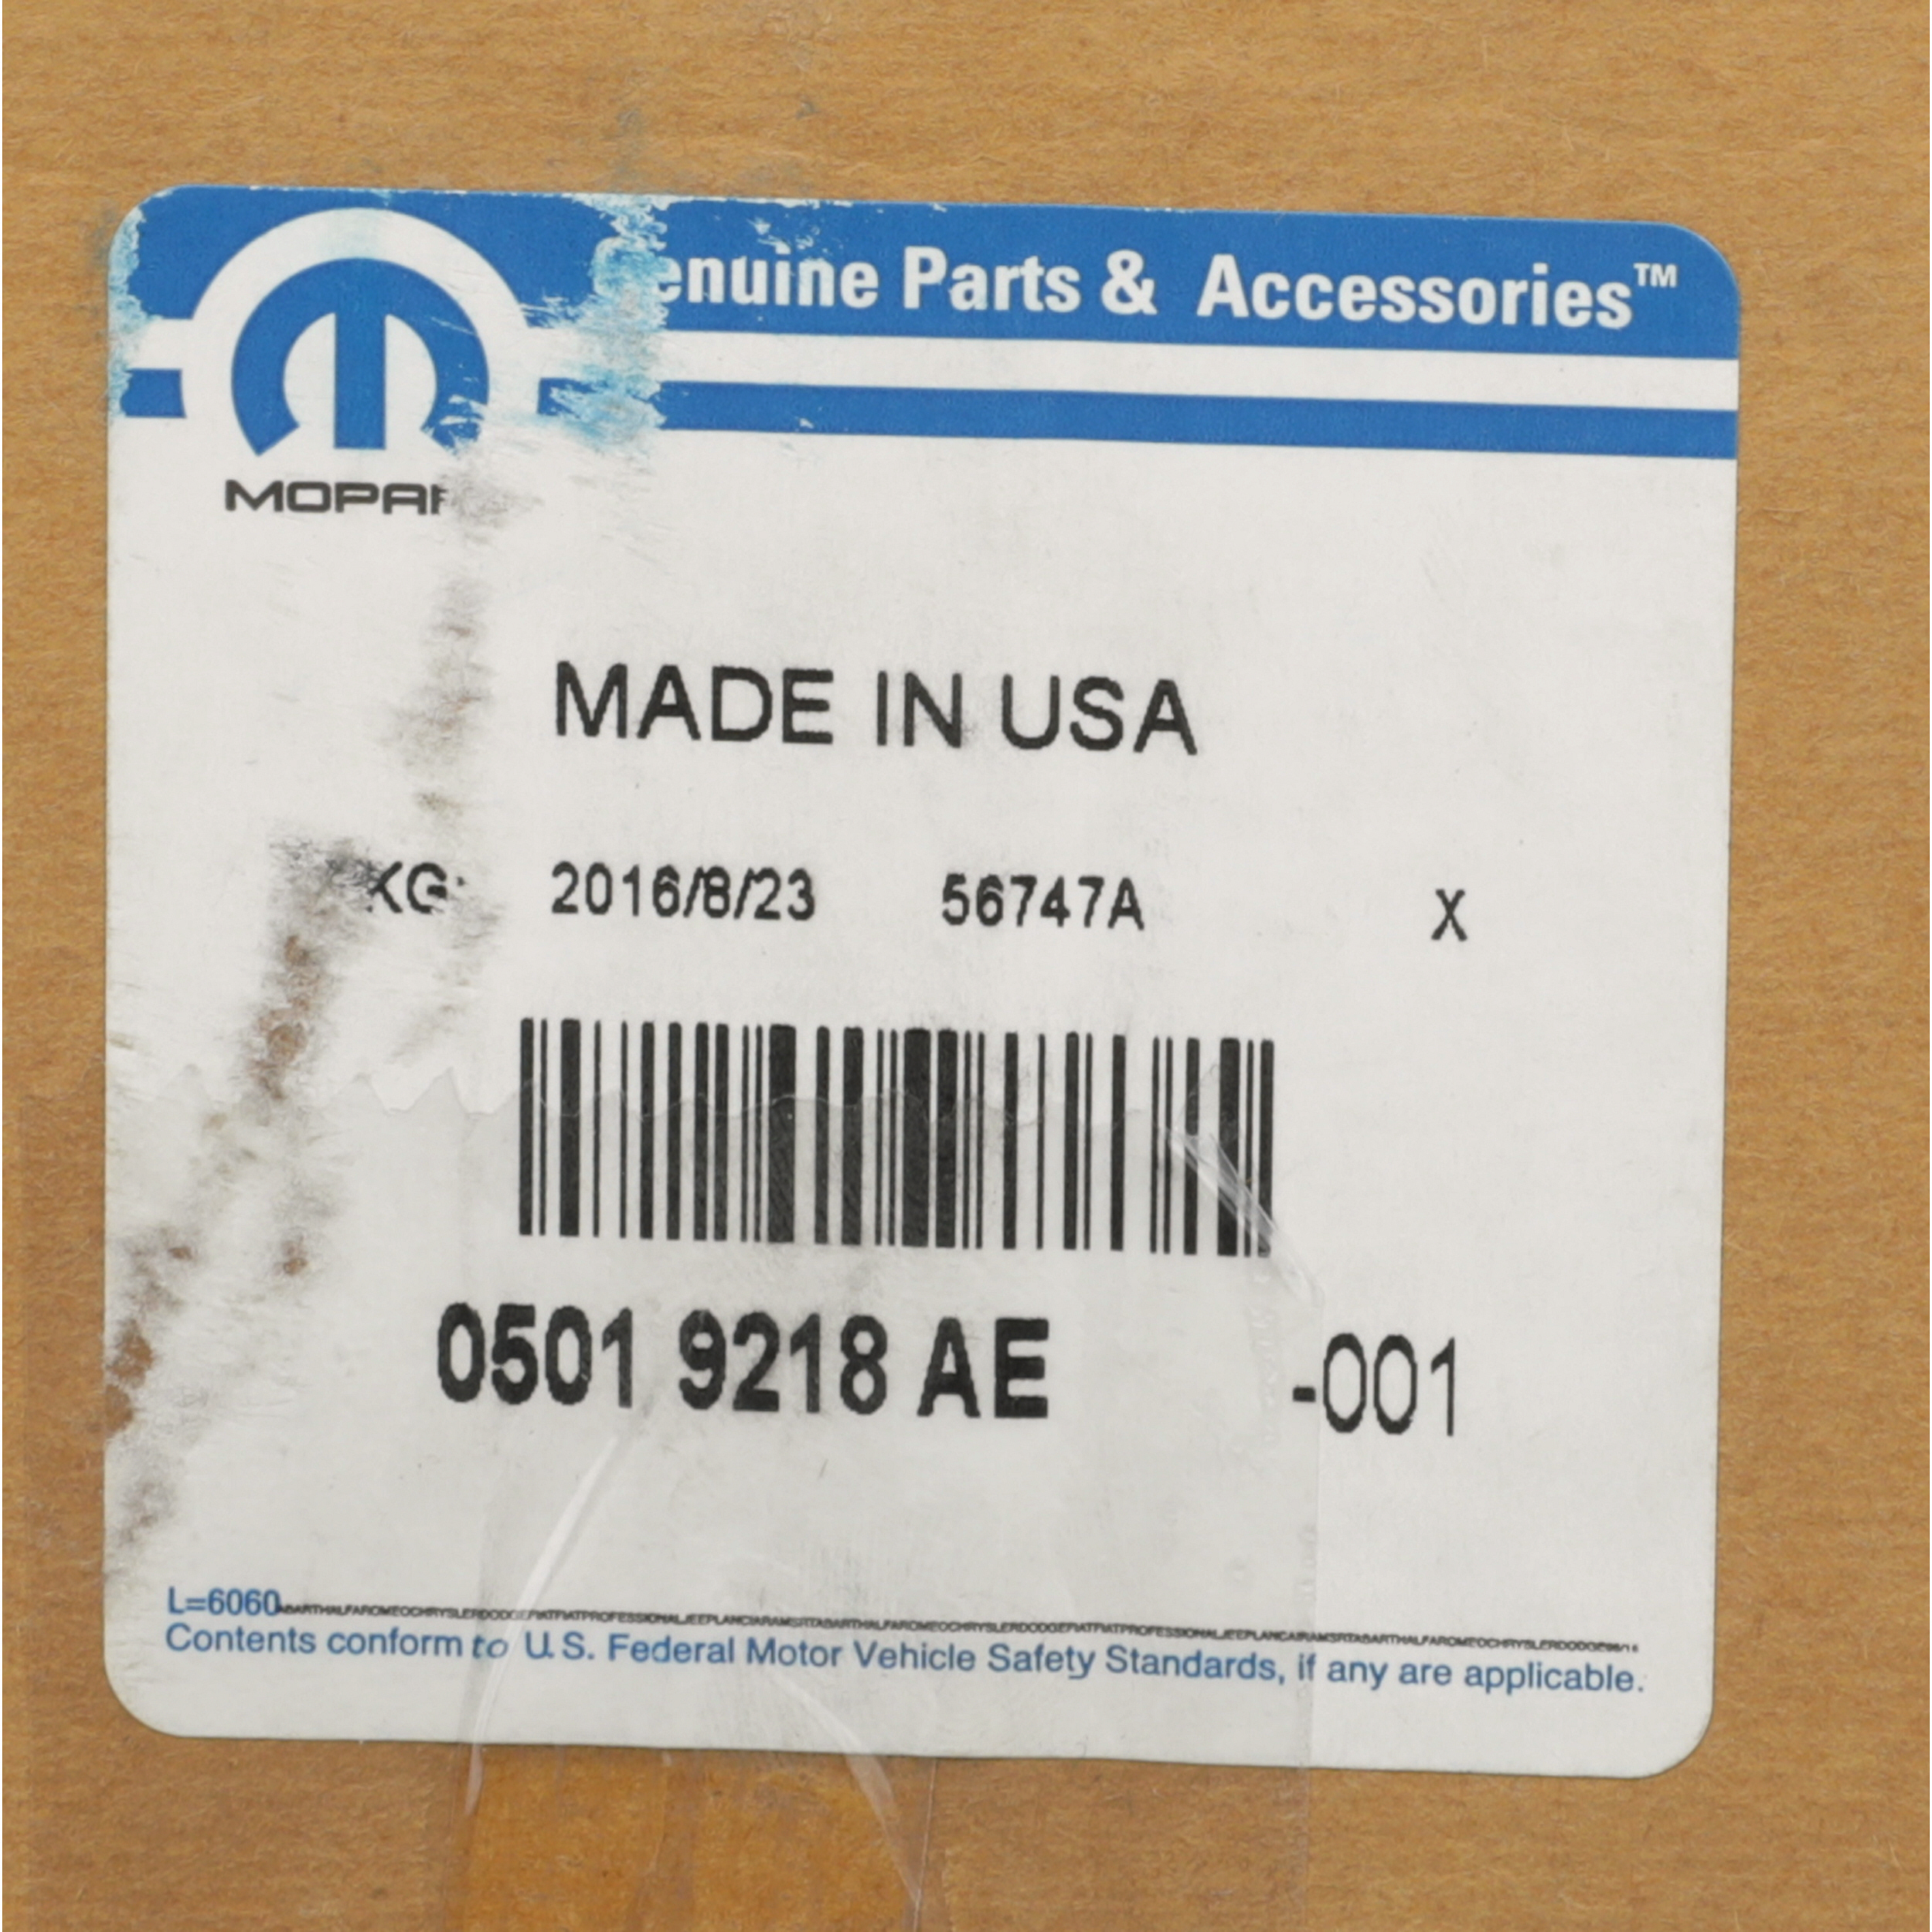 Genuine Parts & Accessories™
MOPAR
MADE IN USA
KG: 2016/8/23 56747A X
0501 9218 AE -001
L=6060
Contents conform to U.S. Federal Motor Vehicle Safety Standards, if any are applicable.